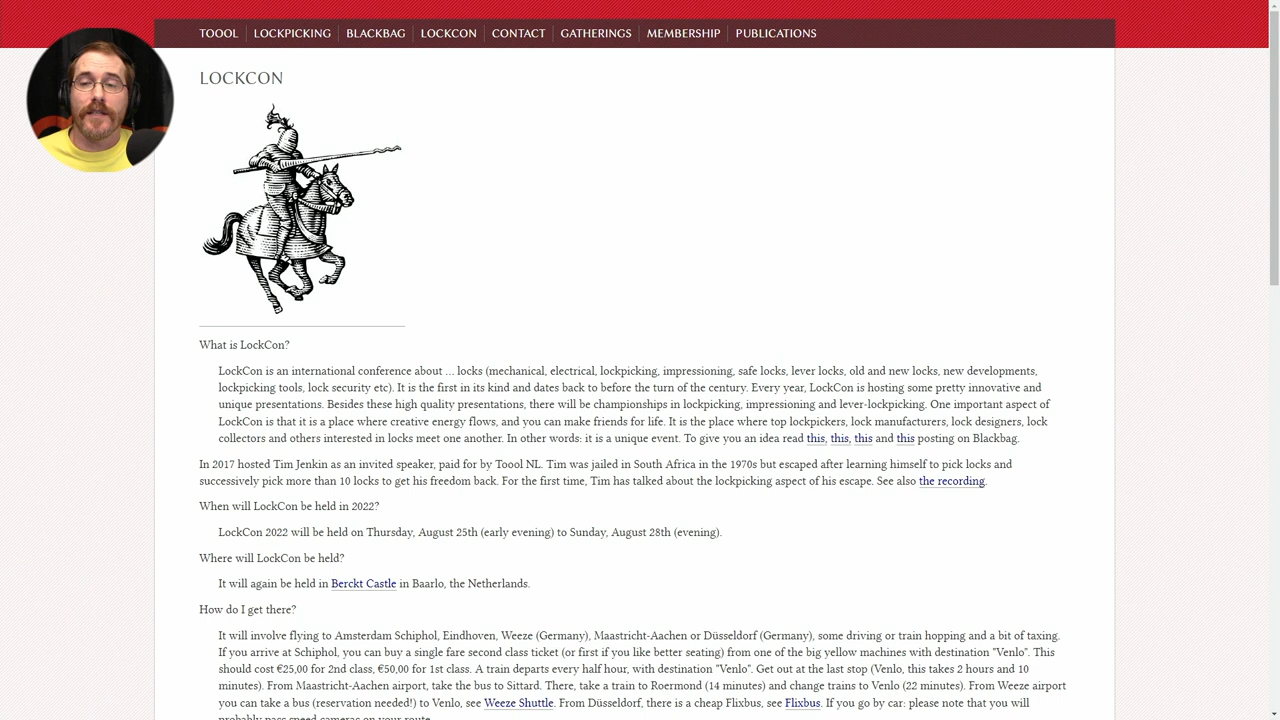 TOOOL LOCKPICKING BLACKBAG LOCKCON CONTACT GATHERINGS MEMBERSHIP PUBLICATIONS
LOCKCON
What is LockCon?
LockCon is an international conference about ... locks (mechanical, electrical, lockpicking, impressioning, safe locks, lever locks, old and new locks, new developments,
lockpicking tools, lock security etc). It is the first in its kind and dates back to before the turn of the century. Every year, LockCon is hosting some pretty innovative and
unique presentations. Besides these high quality presentations, there will be championships in lockpicking, impressioning and lever-lockpicking. One important aspect of
LockCon is that it is a place where creative energy flows, and you can make friends for life. It is the place where top lockpickers, lock manufacturers, lock designers, lock
collectors and others interested in locks meet one another. In other words: it is a unique event. To give you an idea read this, this, this and this posting on Blackbag.
In 2017 hosted Tim Jenkin as an invited speaker, paid for by Toool NL. Tim was jailed in South Africa in the 1970s but escaped after learning himself to pick locks and
successively pick more than 10 locks to get his freedom back. For the first time, Tim has talked about the lockpicking aspect of his escape. See also the recording.
When will LockCon be held in 2022?
LockCon 2022 will be held on Thursday, August 25th (early evening) to Sunday, August 28th (evening).
Where will LockCon be held?
It will again be held in Berckt Castle in Baarlo, the Netherlands.
How do I get there?
It will involve flying to Amsterdam Schiphol, Eindhoven, Weeze (Germany), Maastricht-Aachen or Düsseldorf (Germany), some driving or train hopping and a bit of taxing.
If you arrive at Schiphol, you can buy a single fare second class ticket (or first if you like better seating) from one of the big yellow machines with destination "Venlo". This
should cost €25,00 for 2nd class, €50,00 for 1st class. A train departs every half hour, with destination "Venlo". Get out at the last stop (Venlo, this takes 2 hours and 10
minutes). From Maastricht-Aachen airport, take the bus to Sittard. There, take a train to Roermond (14 minutes) and change trains to Venlo (22 minutes). From Weeze airport
you can take a bus (reservation needed!) to Venlo, see Weeze Shuttle. From Düsseldorf, there is a cheap Flixbus, see Flixbus. If you go by car: please note that you will
probably pass speed cameras on your route.